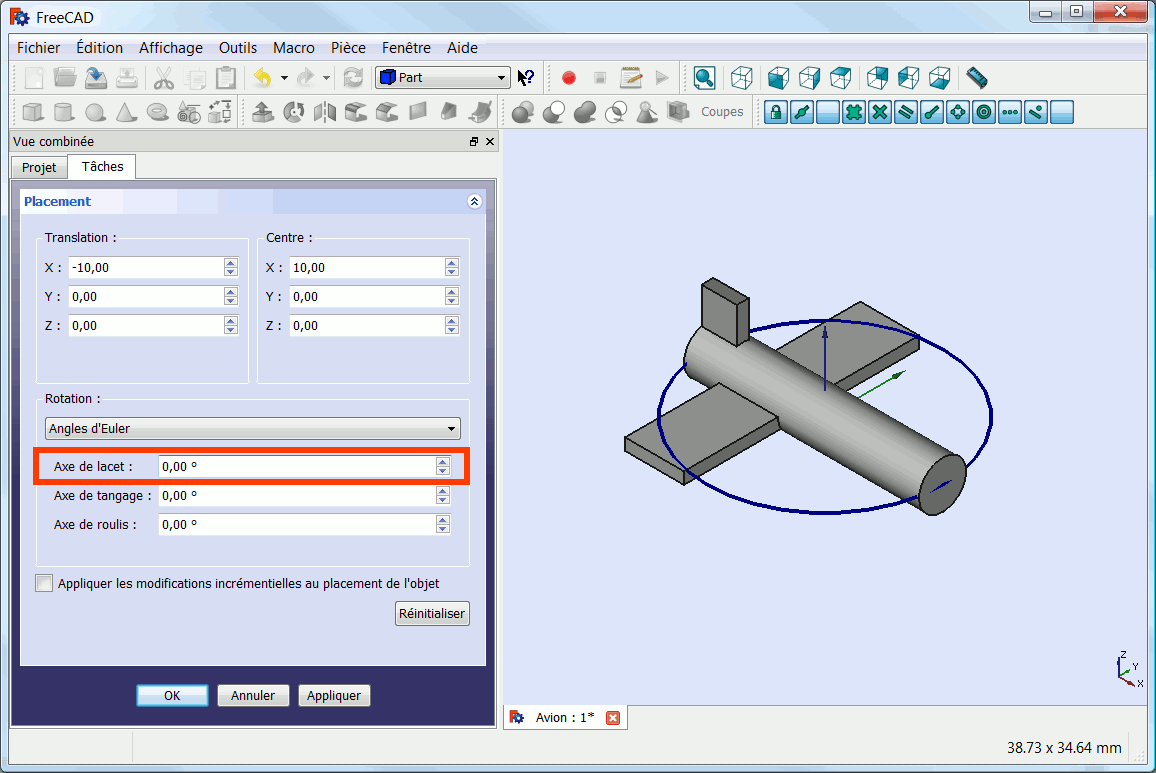 FreeCAD
Fichier Édition Affichage Outils Macro Pièce Fenêtre Aide
Part
Coupes
Vue combinée
Projet Tâches
Placement
Translation : Centre :
X : -10,00 X : 10,00
Y : 0,00 Y : 0,00
Z : 0,00 Z : 0,00
Rotation :
Angles d'Euler
Axe de lacet : 0,00 °
Axe de tangage : 0,00 °
Axe de roulis : 0,00 °
Appliquer les modifications incrémentielles au placement de l'objet
Réinitialiser
OK Annuler Appliquer
Z
Y
X
Avion : 1*
38.73 x 34.64 mm